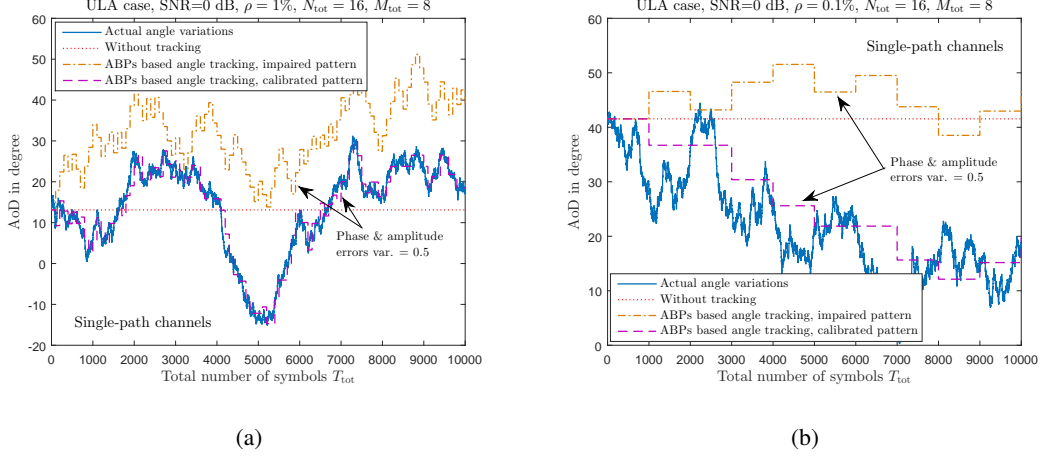 ULA case, SNR=0 dB, ρ = 1%, N_tot = 16, M_tot = 8
Actual angle variations
Without tracking
ABPs based angle tracking, impaired pattern
ABPs based angle tracking, calibrated pattern
60
50
40
30
20
10
0
-10
-20
AoD in degree
Phase & amplitude
errors var. = 0.5
Single-path channels
0 1000 2000 3000 4000 5000 6000 7000 8000 9000 10000
Total number of symbols T_tot
(a)
ULA case, SNR=0 dB, ρ = 0.1%, N_tot = 16, M_tot = 8
Single-path channels
60
50
40
30
20
10
0
AoD in degree
Phase & amplitude
errors var. = 0.5
Actual angle variations
Without tracking
ABPs based angle tracking, impaired pattern
ABPs based angle tracking, calibrated pattern
0 1000 2000 3000 4000 5000 6000 7000 8000 9000 10000
Total number of symbols T_tot
(b)